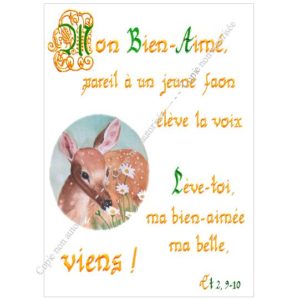 Mon Bien-Aimé,
pareil à un jeune faon
élève la voix
Lève-toi,
ma bien-aimée
ma belle,
viens !
Ct 2, 9-10
Copie non autorisée